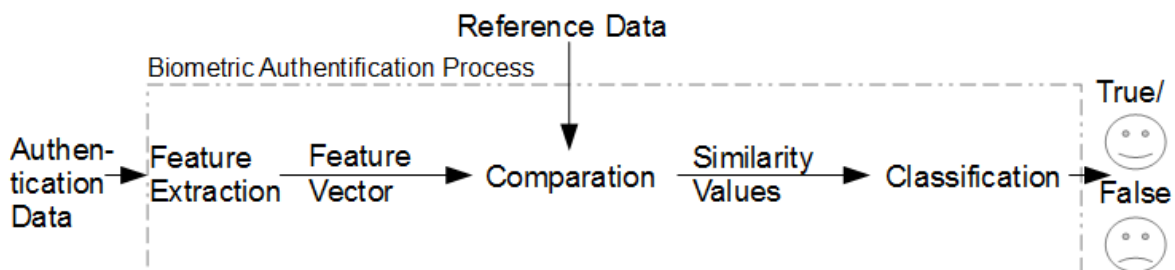 Reference Data
Biometric Authentification Process
True/
Authen-
tication
Data
Feature
Extraction
Feature
Vector
Comparation
Similarity
Values
Classification
False